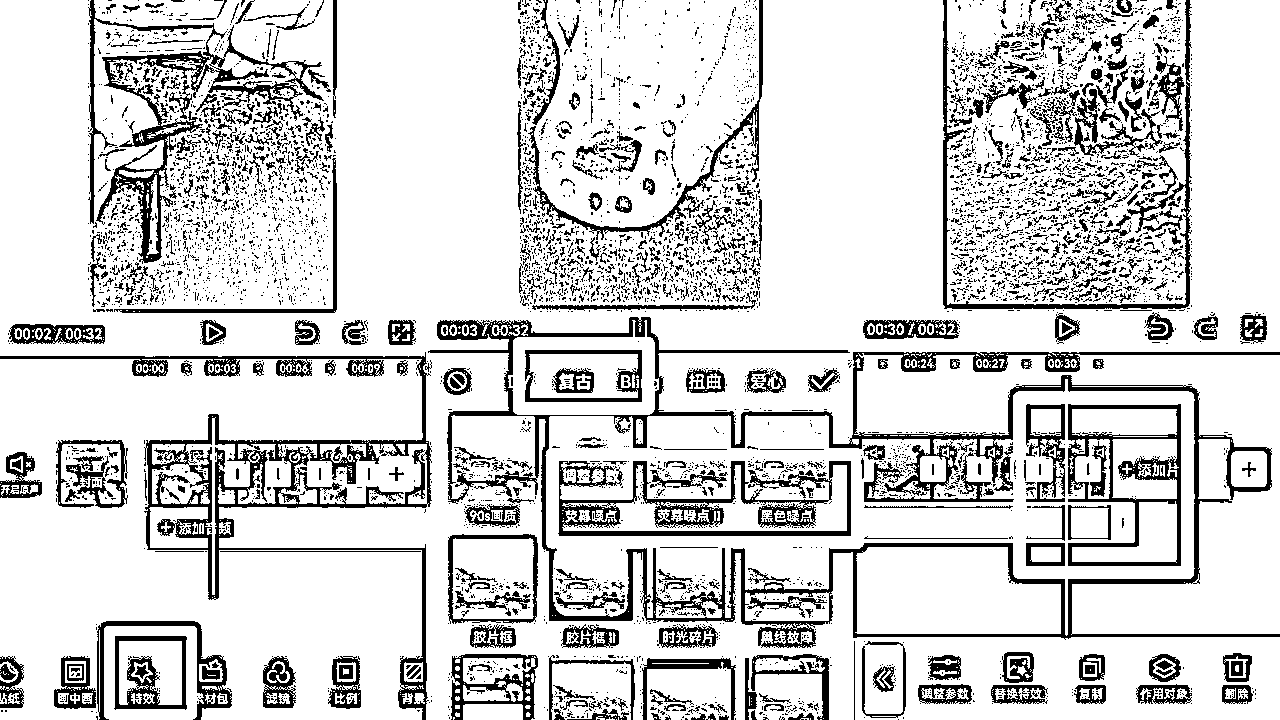 00:02 / 00:32
00:00 00:03 00:06 00:09
开启原声
封面
添加音频
贴纸 画中画 特效 素材包 滤镜 比例 背景
00:03 / 00:32
复古 Bling 扭曲 爱心
调整参数
90s画质 荧幕噪点 荧幕噪点 II 黑色噪点
胶片框 胶片框 II 时光碎片 黑线故障
00:30 / 00:32
00:24 00:27 00:30
添加片
调整参数 替换特效 复制 作用对象 删除